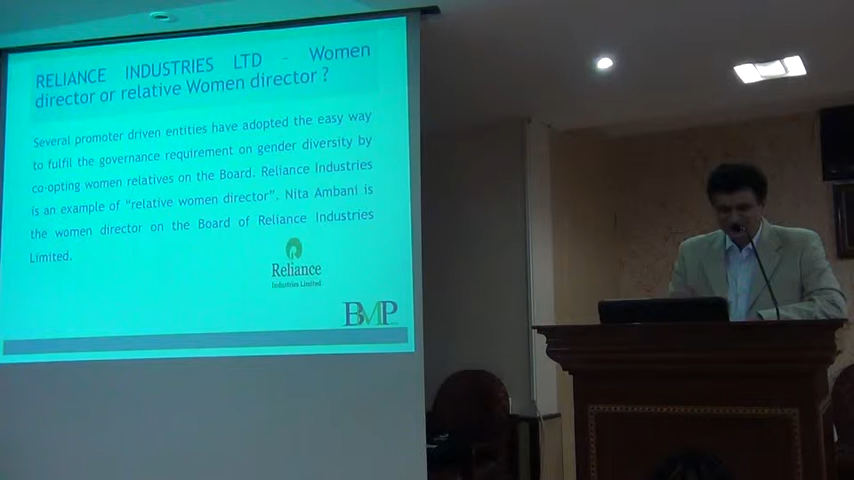 RELIANCE INDUSTRIES LTD - Women
director or relative Women director ?
Several promoter driven entities have adopted the easy way
to fulfil the governance requirement on gender diversity by
co-opting women relatives on the Board. Reliance Industries
is an example of "relative women director". Nita Ambani is
the women director on the Board of Reliance Industries
Limited.
Reliance
Industries Limited
BMP